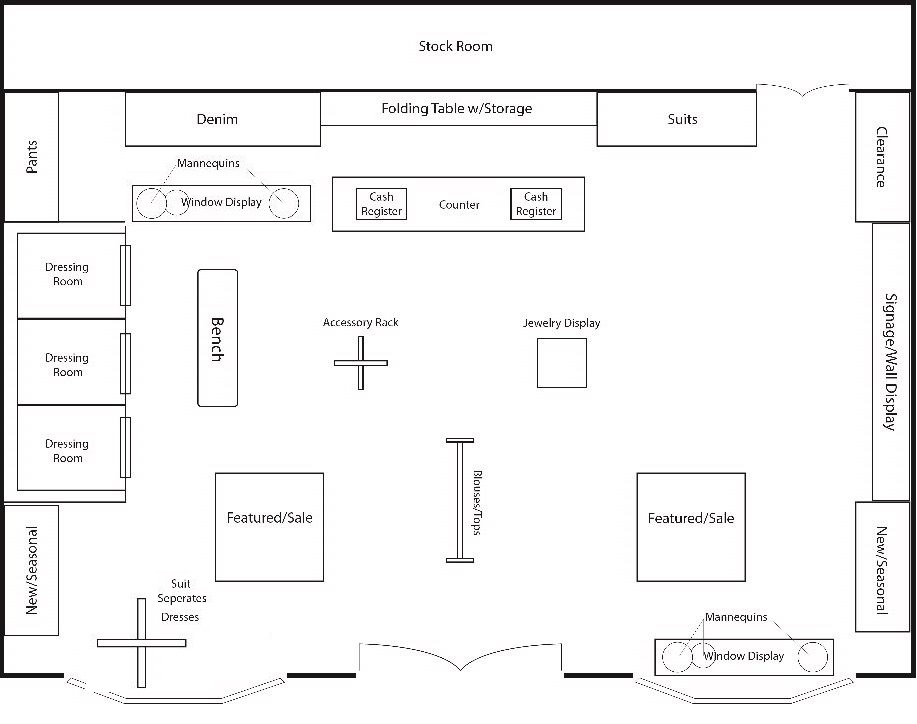 Stock Room
Denim
Folding Table w/Storage
Suits
Pants
Clearance
Mannequins
Window Display
Cash
Register
Counter
Cash
Register
Dressing
Room
Bench
Accessory Rack
Jewelry Display
Signage/Wall Display
Dressing
Room
Dressing
Room
Featured/Sale
Blouses/Tops
Featured/Sale
New/Seasonal
New/Seasonal
Suit
Seperates
Dresses
Mannequins
Window Display